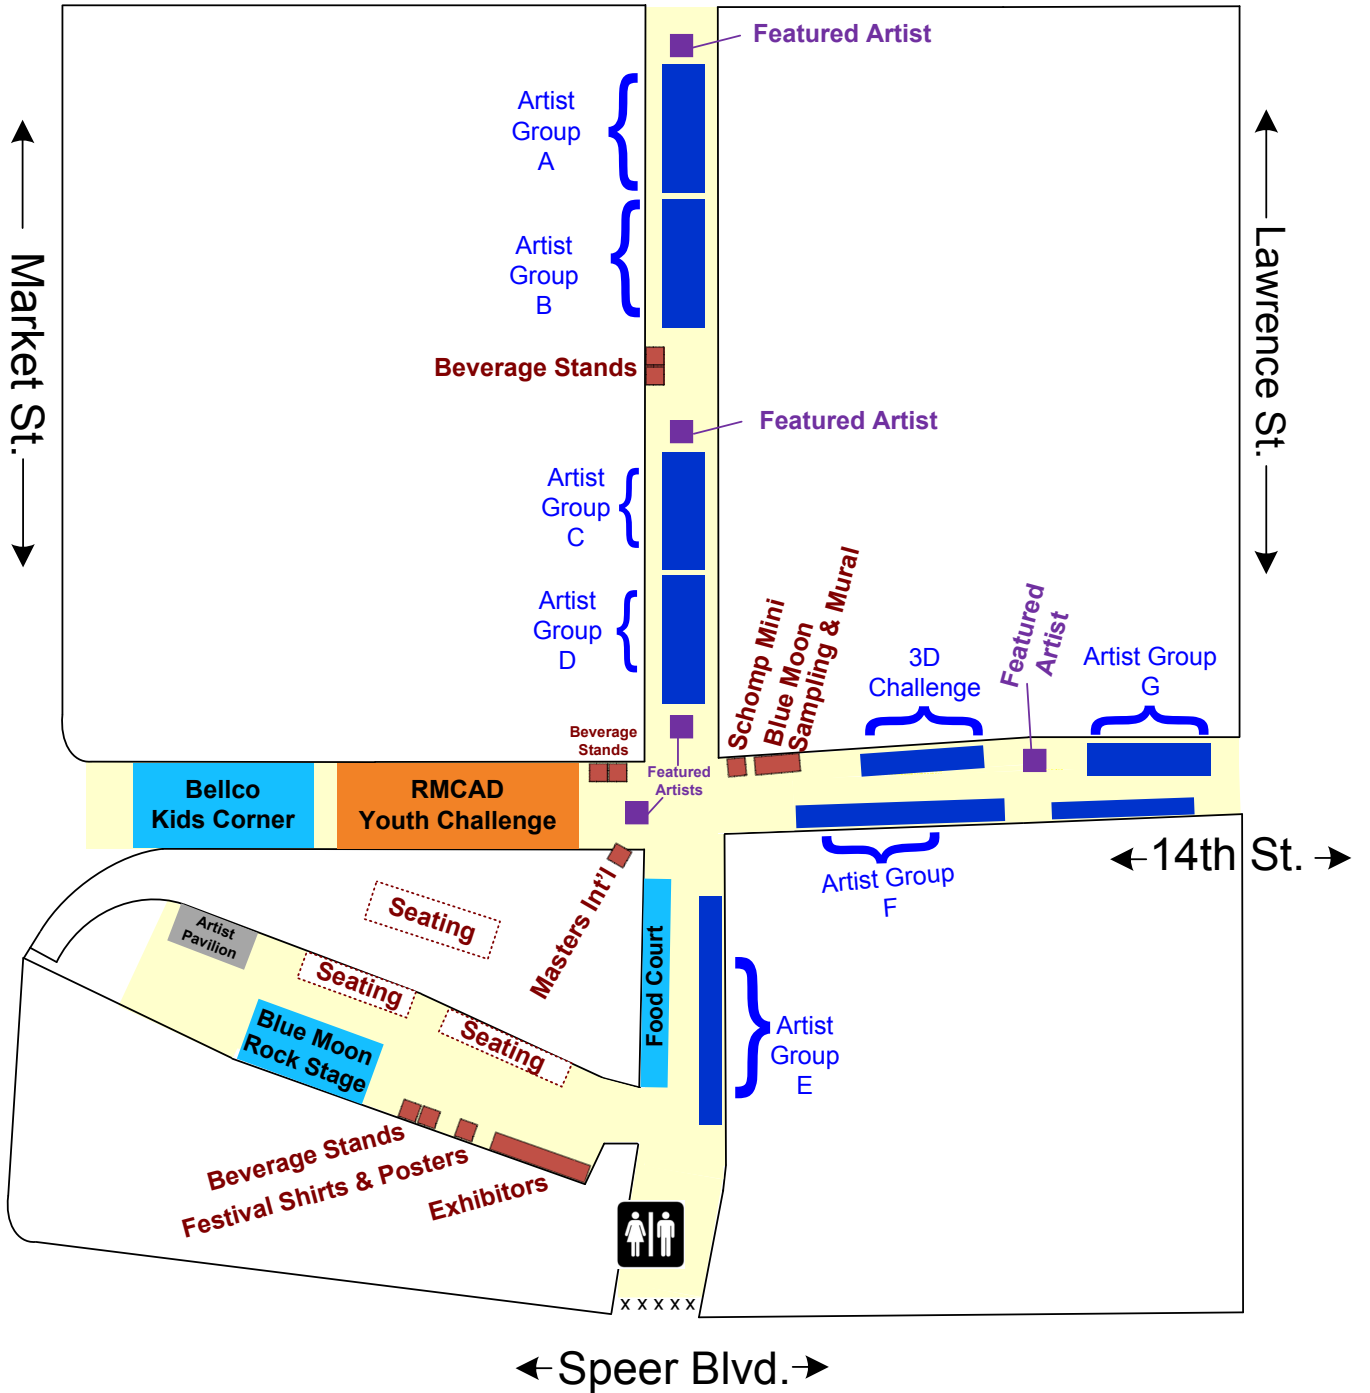 Featured Artist
Artist
Group
A
Artist
Group
B
Market St.
Lawrence St.
Beverage Stands
Featured Artist
Artist
Group
C
Artist
Group
D
Schomp Mini
Blue Moon
Sampling & Mural
3D
Challenge
Featured
Artist
Artist Group
G
Beverage
Stands
Featured
Artists
Bellco
Kids Corner
RMCAD
Youth Challenge
14th St.
Artist Group
F
Masters Int'l
Seating
Artist
Pavilion
Seating
Seating
Food Court
Blue Moon
Rock Stage
Artist
Group
E
Beverage Stands
Festival Shirts & Posters
Exhibitors
x x x x x
Speer Blvd.